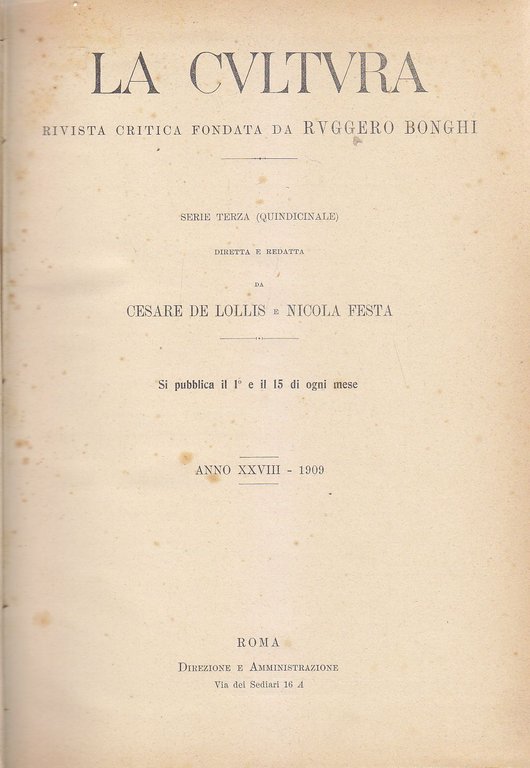 LA CVLTVRA
RIVISTA CRITICA FONDATA DA RVGGERO BONGHI
SERIE TERZA (QUINDICINALE)
DIRETTA E REDATTA
DA
CESARE DE LOLLIS E NICOLA FESTA
Si pubblica il 1° e il 15 di ogni mese
ANNO XXVIII - 1909
ROMA
DIREZIONE E AMMINISTRAZIONE
Via dei Sediari 16 A